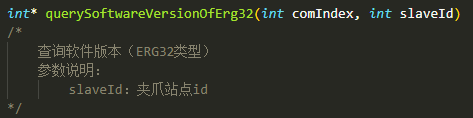 int* querySoftwareVersionOfErg32(int comIndex, int slaveId)
/*
查询软件版本（ERG32类型）
参数说明：
slaveId：夹爪站点id
*/